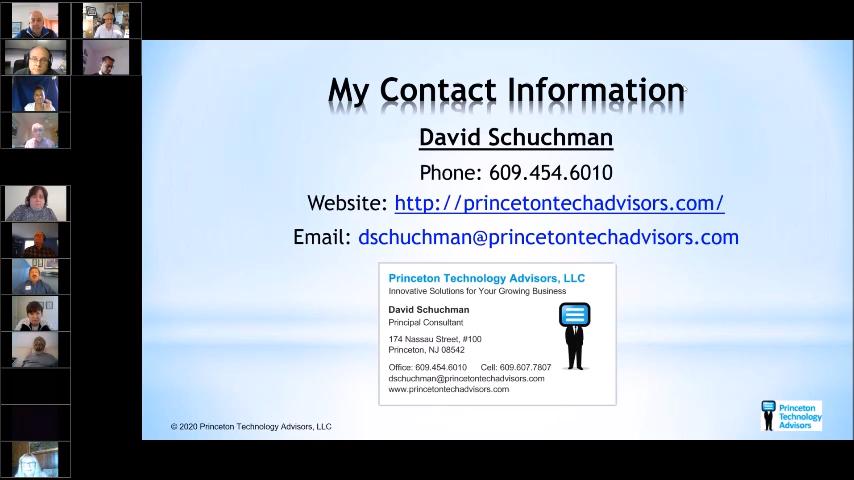 My Contact Information
David Schuchman
Phone: 609.454.6010
Website: http://princetontechadvisors.com/
Email: dschuchman@princetontechadvisors.com
Princeton Technology Advisors, LLC
Innovative Solutions for Your Growing Business
David Schuchman
Principal Consultant
174 Nassau Street, #100
Princeton, NJ 08542
Office: 609.454.6010 Cell: 609.607.7807
dschuchman@princetontechadvisors.com
www.princetontechadvisors.com
© 2020 Princeton Technology Advisors, LLC
Princeton
Technology
Advisors